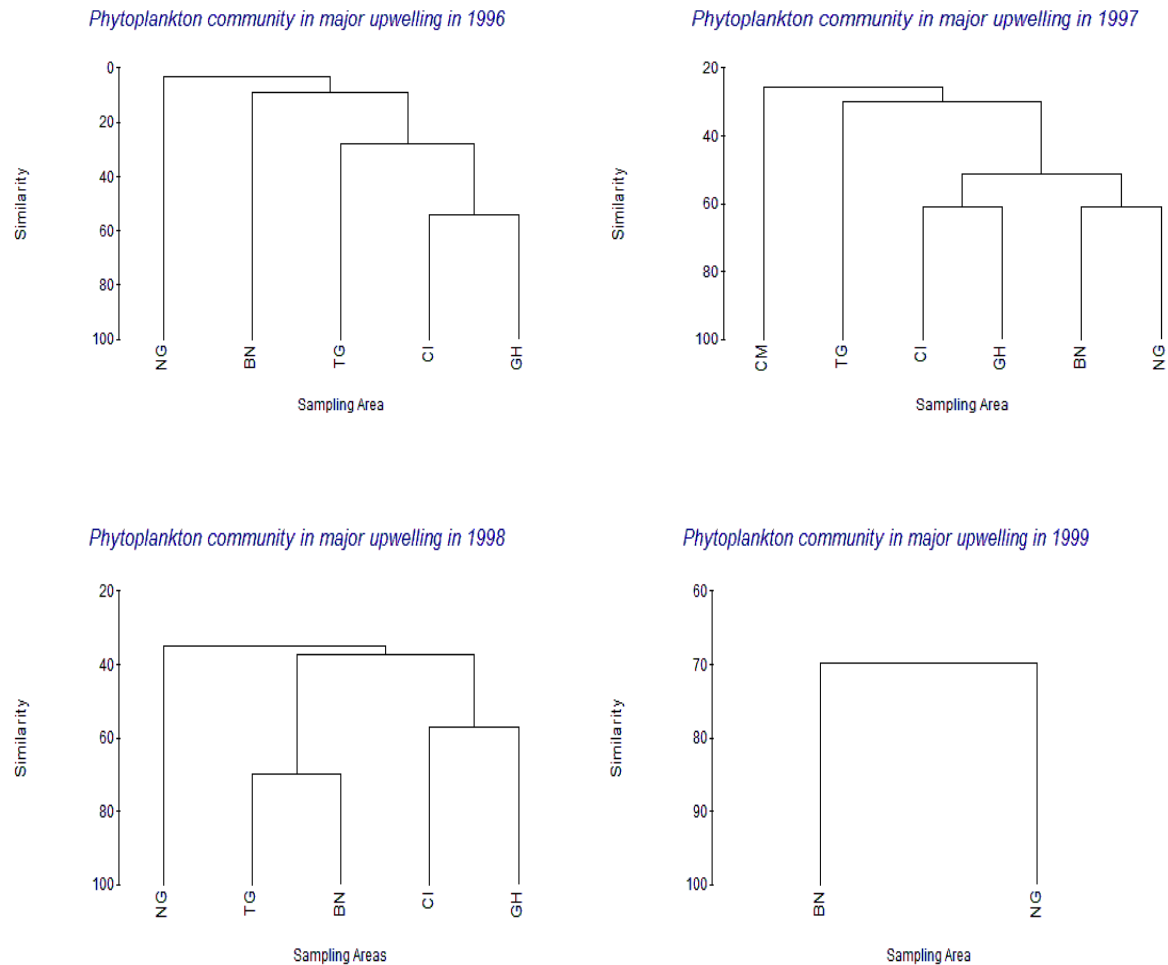 Phytoplankton community in major upwelling in 1996
0
20
40
60
80
100
Similarity
NG
BN
TG
CI
GH
Sampling Area
Phytoplankton community in major upwelling in 1997
20
40
60
80
100
Similarity
CM
TG
CI
GH
BN
NG
Sampling Area
Phytoplankton community in major upwelling in 1998
20
40
60
80
100
Similarity
NG
TG
BN
CI
GH
Sampling Areas
Phytoplankton community in major upwelling in 1999
60
70
80
90
100
Similarity
BN
NG
Sampling Area